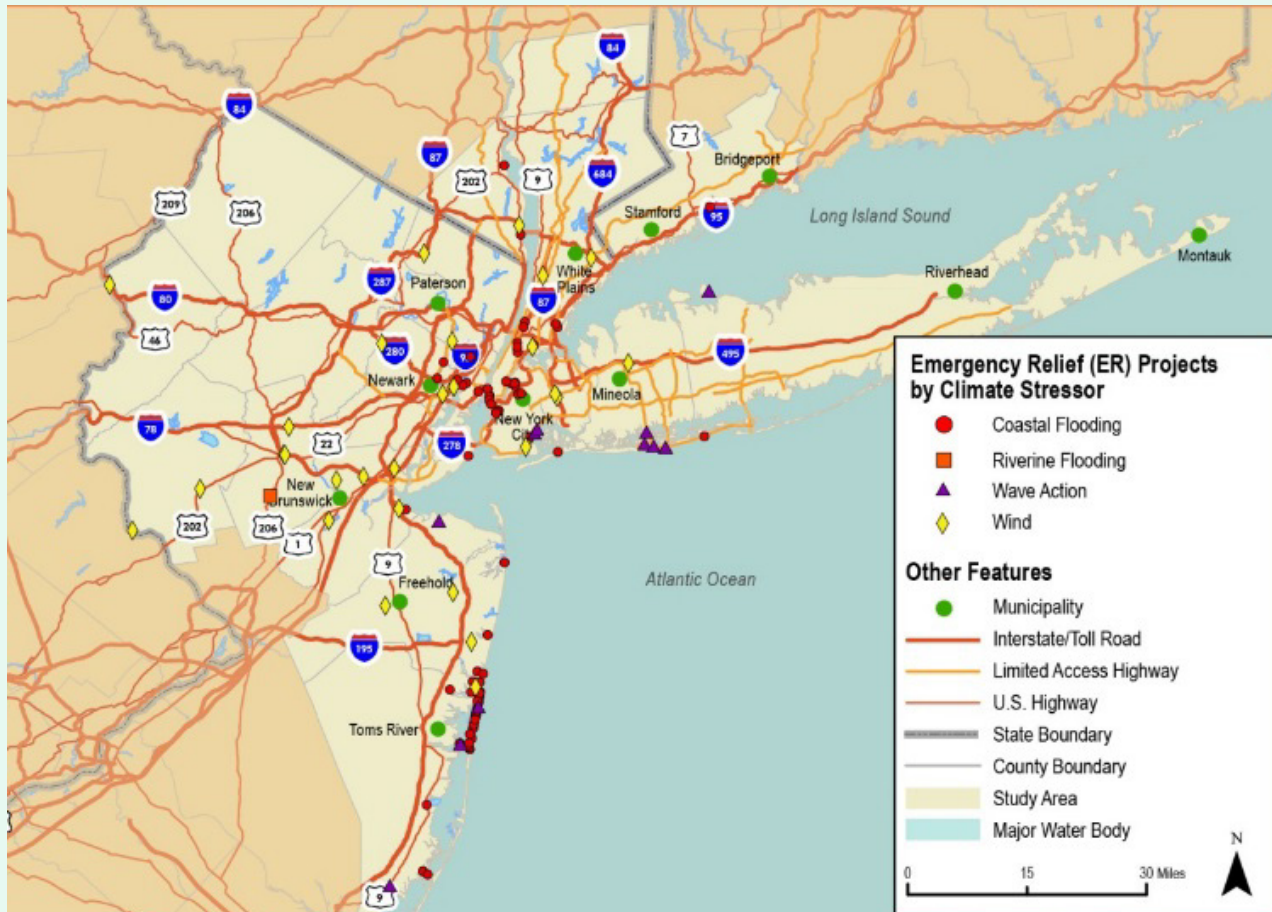 84
84
87
202
9
7
684
Bridgeport
209
206
Stamford
95
Long Island Sound
Montauk
White
Plains
Riverhead
287
Paterson
80
87
46
280
495
Newark
Mineola
New York
City
78
22
278
New
Brunswick
202
206
1
9
Freehold
Atlantic Ocean
195
Toms River
9
Emergency Relief (ER) Projects
by Climate Stressor
Coastal Flooding
Riverine Flooding
Wave Action
Wind
Other Features
Municipality
Interstate/Toll Road
Limited Access Highway
U.S. Highway
State Boundary
County Boundary
Study Area
Major Water Body
N
0 15 30 Miles